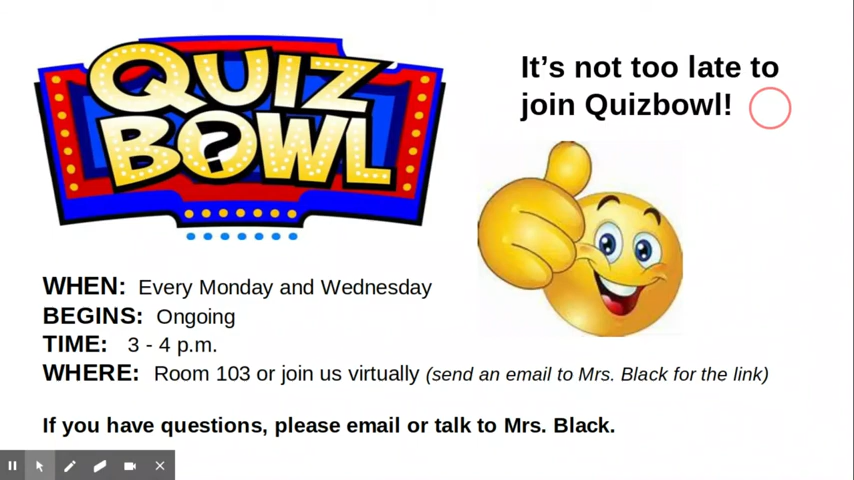 QUIZ
BOWL
?
It’s not too late to
join Quizbowl!
WHEN: Every Monday and Wednesday
BEGINS: Ongoing
TIME: 3 - 4 p.m.
WHERE: Room 103 or join us virtually (send an email to Mrs. Black for the link)
If you have questions, please email or talk to Mrs. Black.